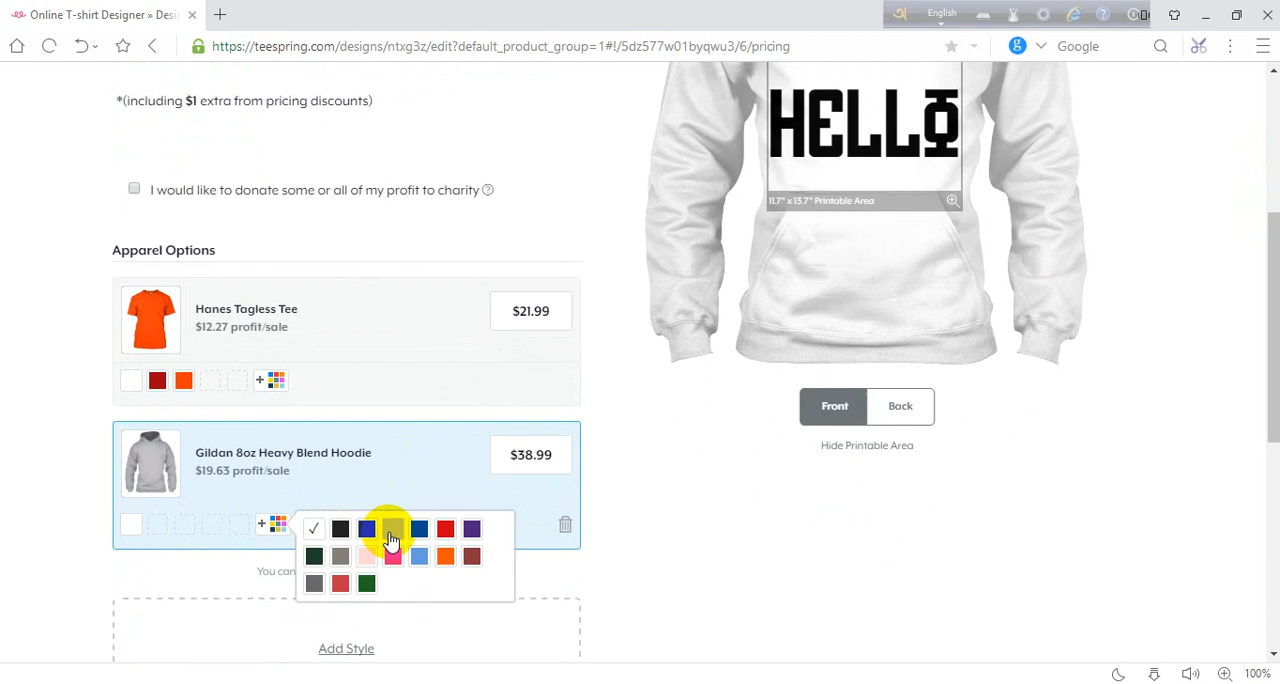 Online T-shirt Designer » Desi
English
https://teespring.com/designs/ntxg3z/edit?default_product_group=1#!/5dz577w01byqwu3/6/pricing
g
Google
*(including $1 extra from pricing discounts)
HELLO
I would like to donate some or all of my profit to charity ?
11.7" x 13.7" Printable Area
Apparel Options
Hanes Tagless Tee
$12.27 profit/sale
$21.99
+
Front
Back
Hide Printable Area
Gildan 8oz Heavy Blend Hoodie
$19.63 profit/sale
$38.99
+
You can
Add Style
100%